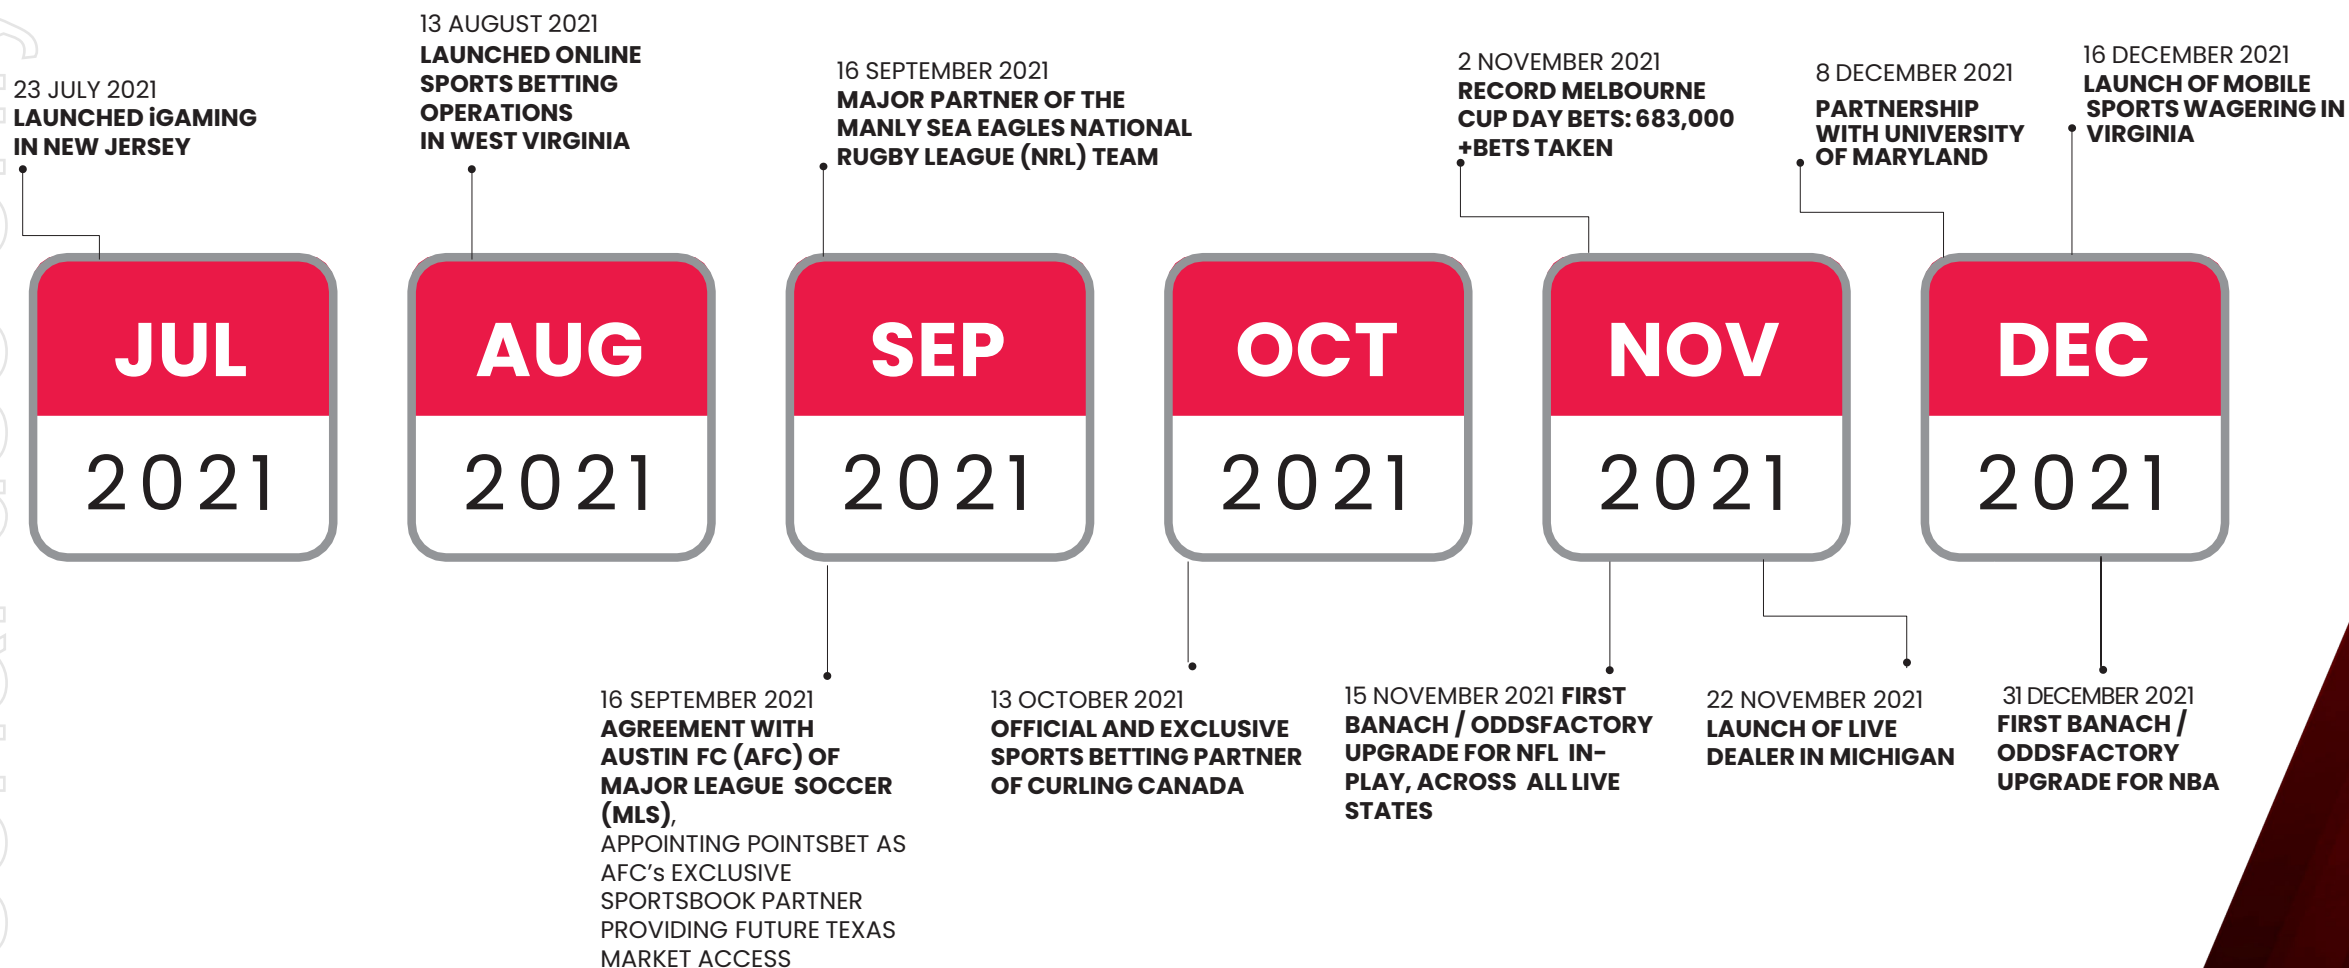 23 JULY 2021
LAUNCHED iGAMING
IN NEW JERSEY
13 AUGUST 2021
LAUNCHED ONLINE
SPORTS BETTING
OPERATIONS
IN WEST VIRGINIA
16 SEPTEMBER 2021
MAJOR PARTNER OF THE
MANLY SEA EAGLES NATIONAL
RUGBY LEAGUE (NRL) TEAM
2 NOVEMBER 2021
RECORD MELBOURNE
CUP DAY BETS: 683,000
+BETS TAKEN
8 DECEMBER 2021
PARTNERSHIP
WITH UNIVERSITY
OF MARYLAND
16 DECEMBER 2021
LAUNCH OF MOBILE
SPORTS WAGERING IN
VIRGINIA
JUL
2021
AUG
2021
SEP
2021
OCT
2021
NOV
2021
DEC
2021
16 SEPTEMBER 2021
AGREEMENT WITH
AUSTIN FC (AFC) OF
MAJOR LEAGUE SOCCER
(MLS),
APPOINTING POINTSBET AS
AFC's EXCLUSIVE
SPORTSBOOK PARTNER
PROVIDING FUTURE TEXAS
MARKET ACCESS
13 OCTOBER 2021
OFFICIAL AND EXCLUSIVE
SPORTS BETTING PARTNER
OF CURLING CANADA
15 NOVEMBER 2021 FIRST
BANACH / ODDSFACTORY
UPGRADE FOR NFL IN-
PLAY, ACROSS ALL LIVE
STATES
22 NOVEMBER 2021
LAUNCH OF LIVE
DEALER IN MICHIGAN
31 DECEMBER 2021
FIRST BANACH /
ODDSFACTORY
UPGRADE FOR NBA